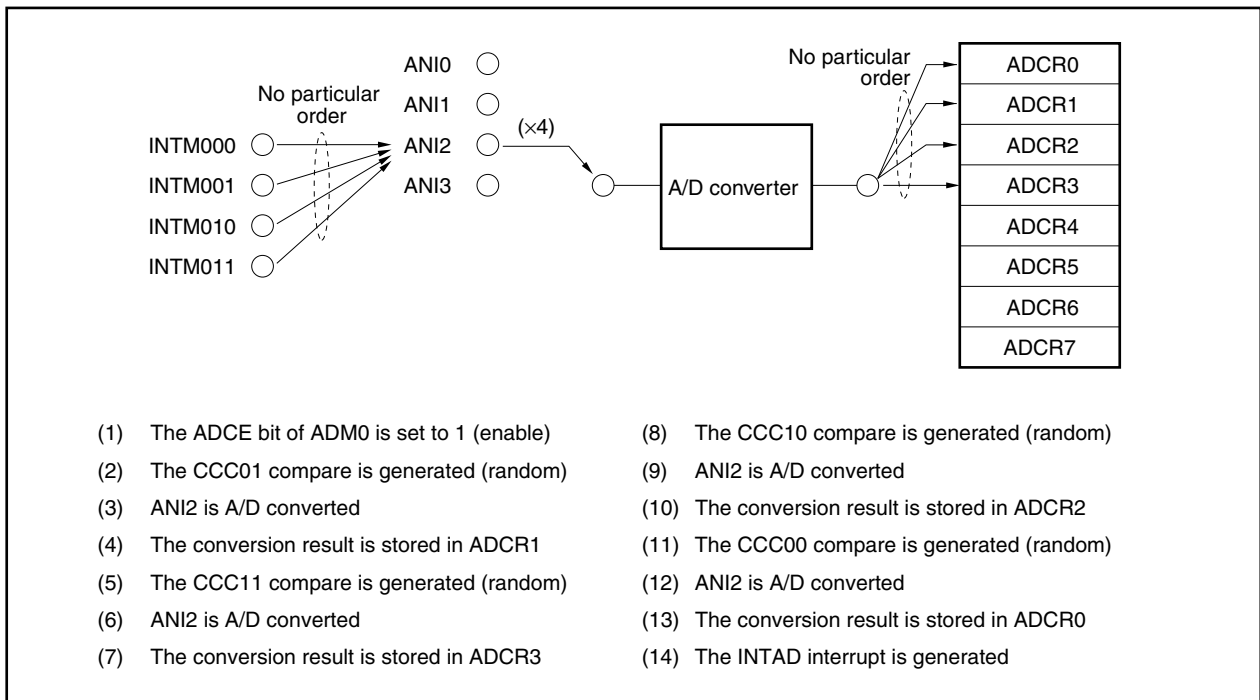 No particular
order
INTM000
INTM001
INTM010
INTM011
ANI0
ANI1
ANI2
ANI3
(×4)
A/D converter
No particular
order
ADCR0
ADCR1
ADCR2
ADCR3
ADCR4
ADCR5
ADCR6
ADCR7
(1) The ADCE bit of ADM0 is set to 1 (enable)
(2) The CCC01 compare is generated (random)
(3) ANI2 is A/D converted
(4) The conversion result is stored in ADCR1
(5) The CCC11 compare is generated (random)
(6) ANI2 is A/D converted
(7) The conversion result is stored in ADCR3
(8) The CCC10 compare is generated (random)
(9) ANI2 is A/D converted
(10) The conversion result is stored in ADCR2
(11) The CCC00 compare is generated (random)
(12) ANI2 is A/D converted
(13) The conversion result is stored in ADCR0
(14) The INTAD interrupt is generated